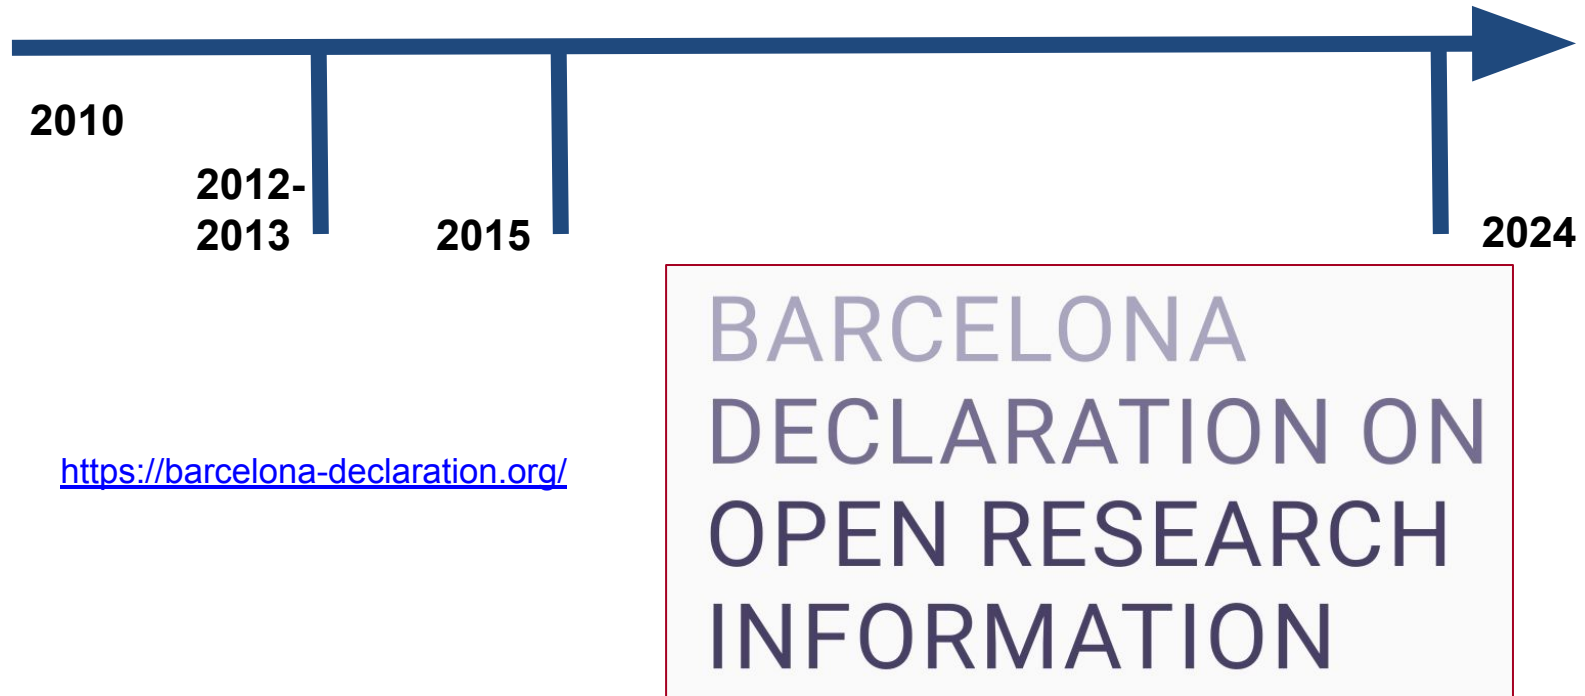 2010
2012-
2013
2015
2024
BARCELONA
DECLARATION ON
OPEN RESEARCH
INFORMATION
https://barcelona-declaration.org/